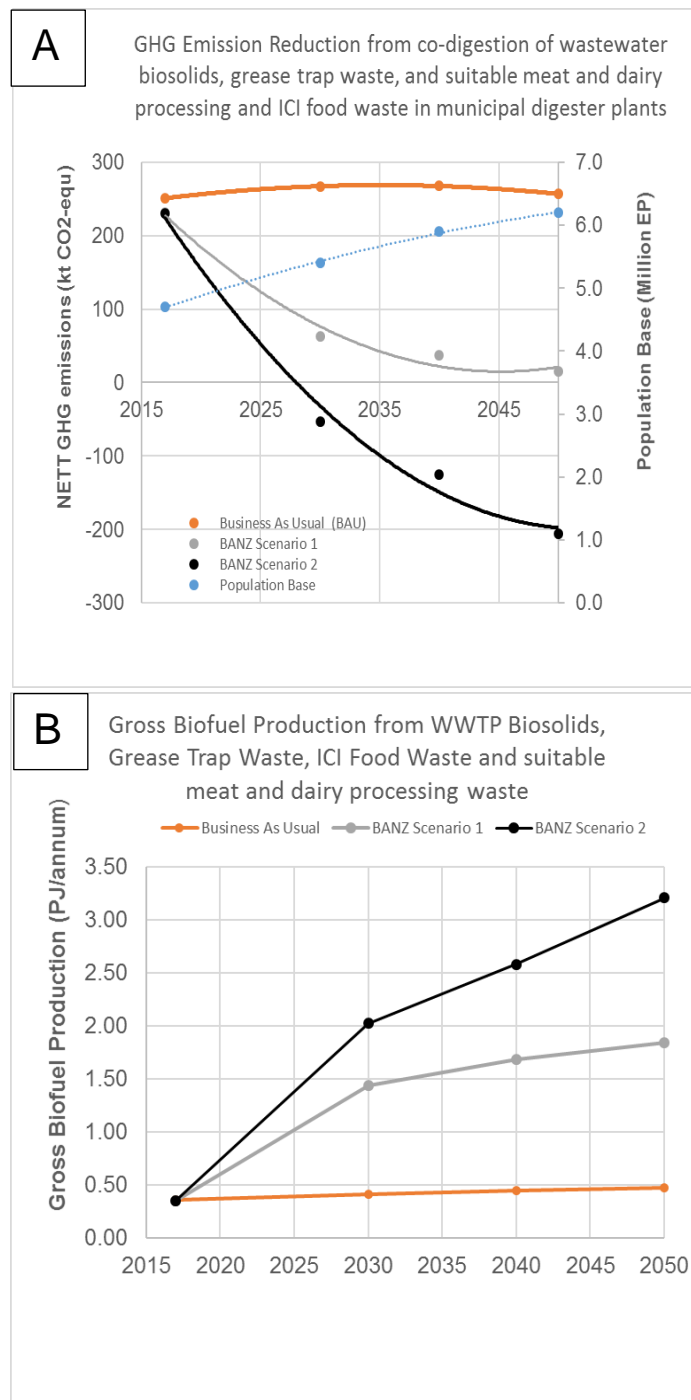 A
GHG Emission Reduction from co-digestion of wastewater
biosolids, grease trap waste, and suitable meat and dairy
processing and ICI food waste in municipal digester plants
NETT GHG emissions (kt CO2-equ)
300
200
100
0
-100
-200
-300
2015
2025
2035
2045
7.0
6.0
5.0
4.0
3.0
2.0
1.0
0.0
Population Base (Million EP)
Business As Usual (BAU)
BANZ Scenario 1
BANZ Scenario 2
Population Base
B
Gross Biofuel Production from WWTP Biosolids,
Grease Trap Waste, ICI Food Waste and suitable
meat and dairy processing waste
Business As Usual
BANZ Scenario 1
BANZ Scenario 2
Gross Biofuel Production (PJ/annum)
3.50
3.00
2.50
2.00
1.50
1.00
0.50
0.00
2015 2020 2025 2030 2035 2040 2045 2050